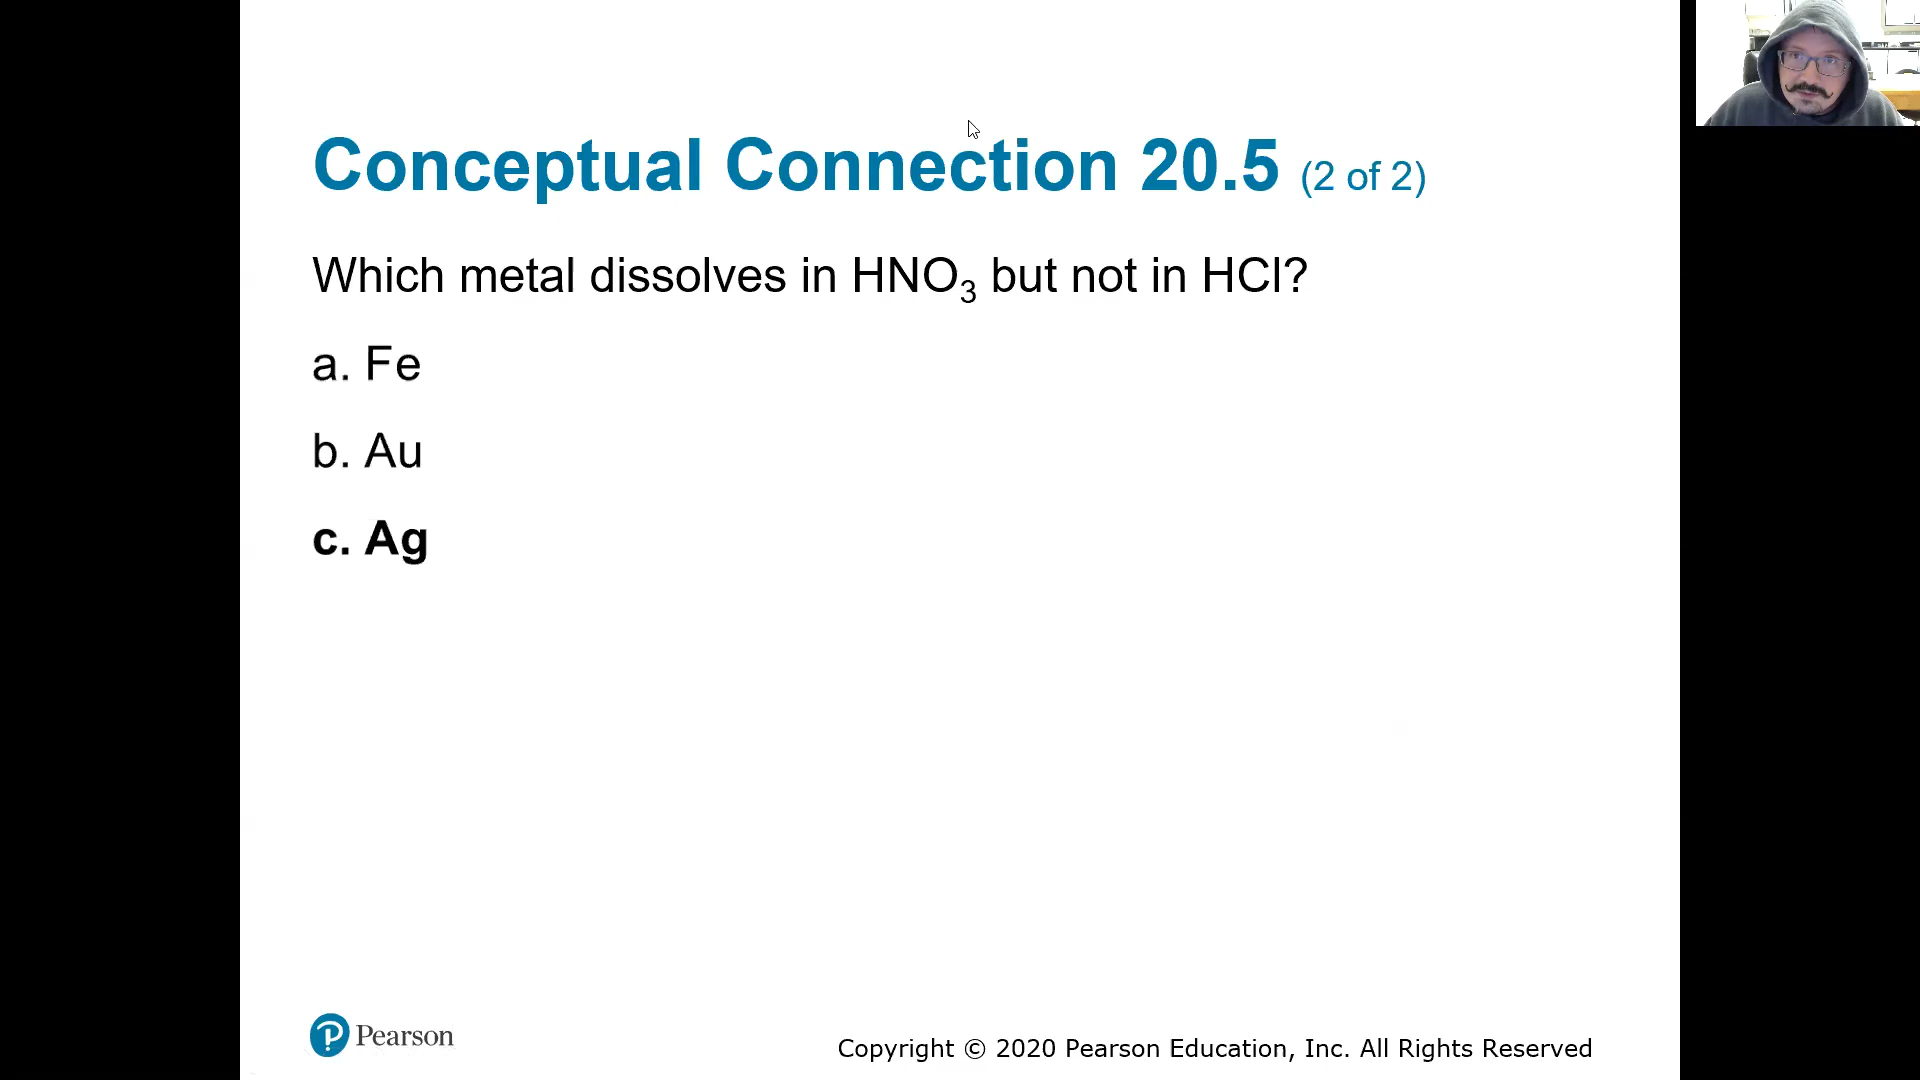 Conceptual Connection 20.5 (2 of 2)
Which metal dissolves in HNO₃ but not in HCl?
a. Fe
b. Au
c. Ag
Pearson
Copyright © 2020 Pearson Education, Inc. All Rights Reserved